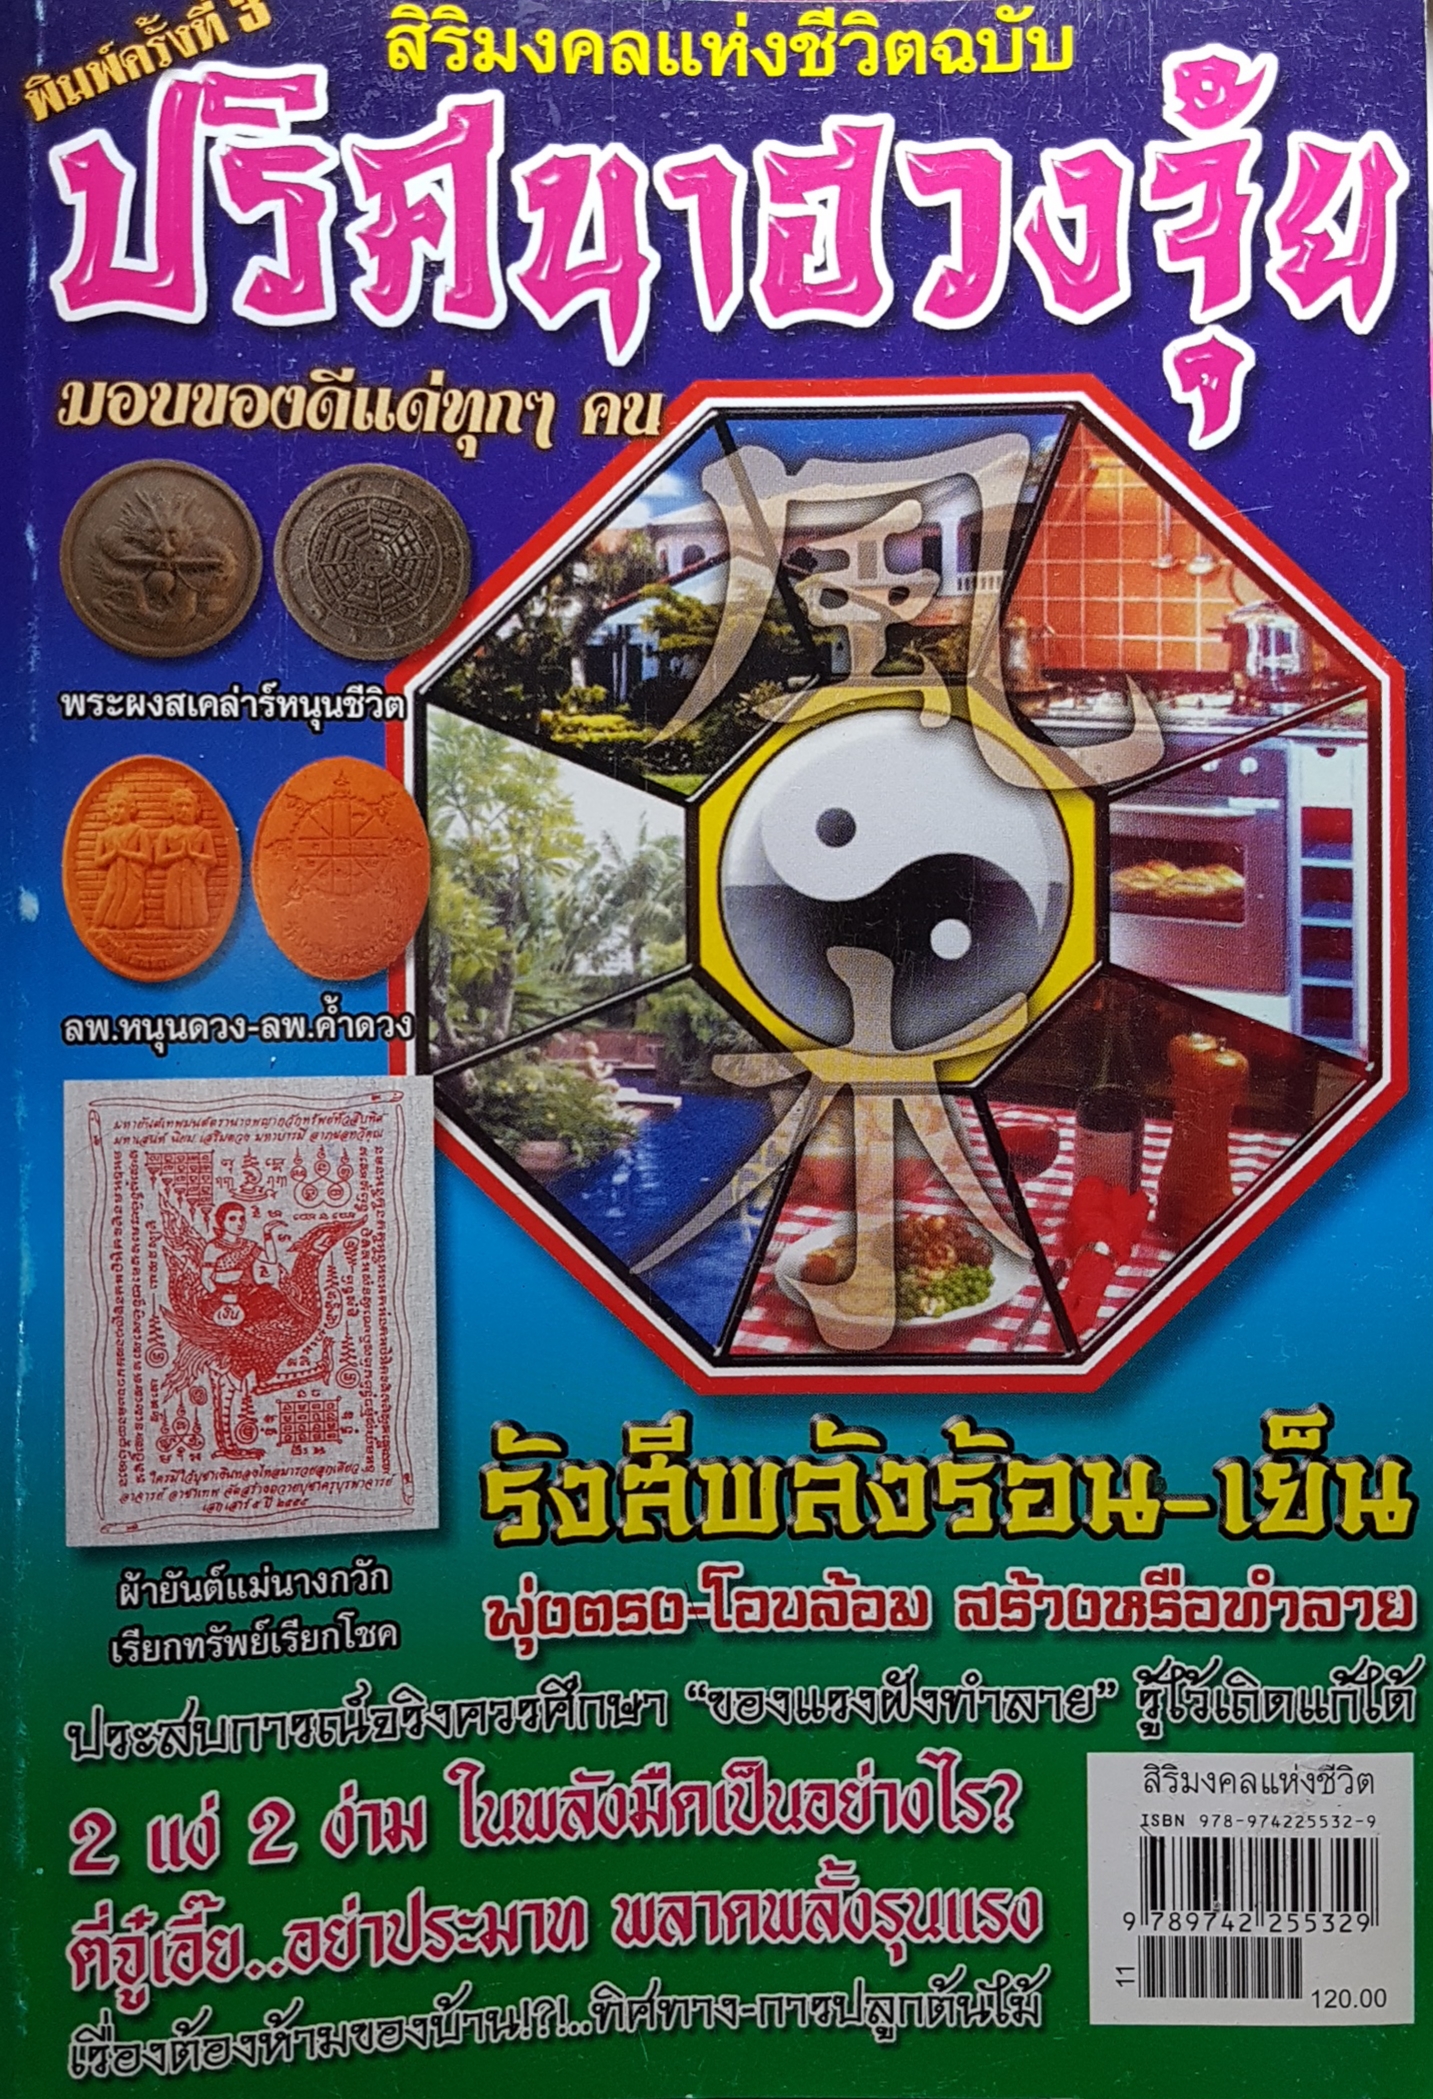 พิมพ์ครั้งที่ 3
สิริมงคลแห่งชีวิตฉบับ
ปริศนาฮวงจุ้ย
มอบของดีแด่ทุกๆ คน
風
水
พระผงสเคล่าร์หนุนชีวิต
ลพ.หนุนดวง-ลพ.ค้ำดวง
ผ้ายันต์แม่นางกวัก
เรียกทรัพย์เรียกโชค
รังสีพลังร้อน-เย็น
พุ่งตรง-โอบล้อม สร้างหรือทำลาย
ประสบการณ์จริงควรศึกษา "ของแรงฝังทำลาย" รู้ไว้เถิดแก้ได้
2 แง่ 2 ง่าม ในพลังมืดเป็นอย่างไร?
ตี่จู่เอี๊ย..อย่าประมาท พลาดพลั้งรุนแรง
เรื่องต้องห้ามของบ้าน!?!..ทิศทาง-การปลูกต้นไม้
สิริมงคลแห่งชีวิต
ISBN 978-974225532-9
9 789742 255329
11
120.00